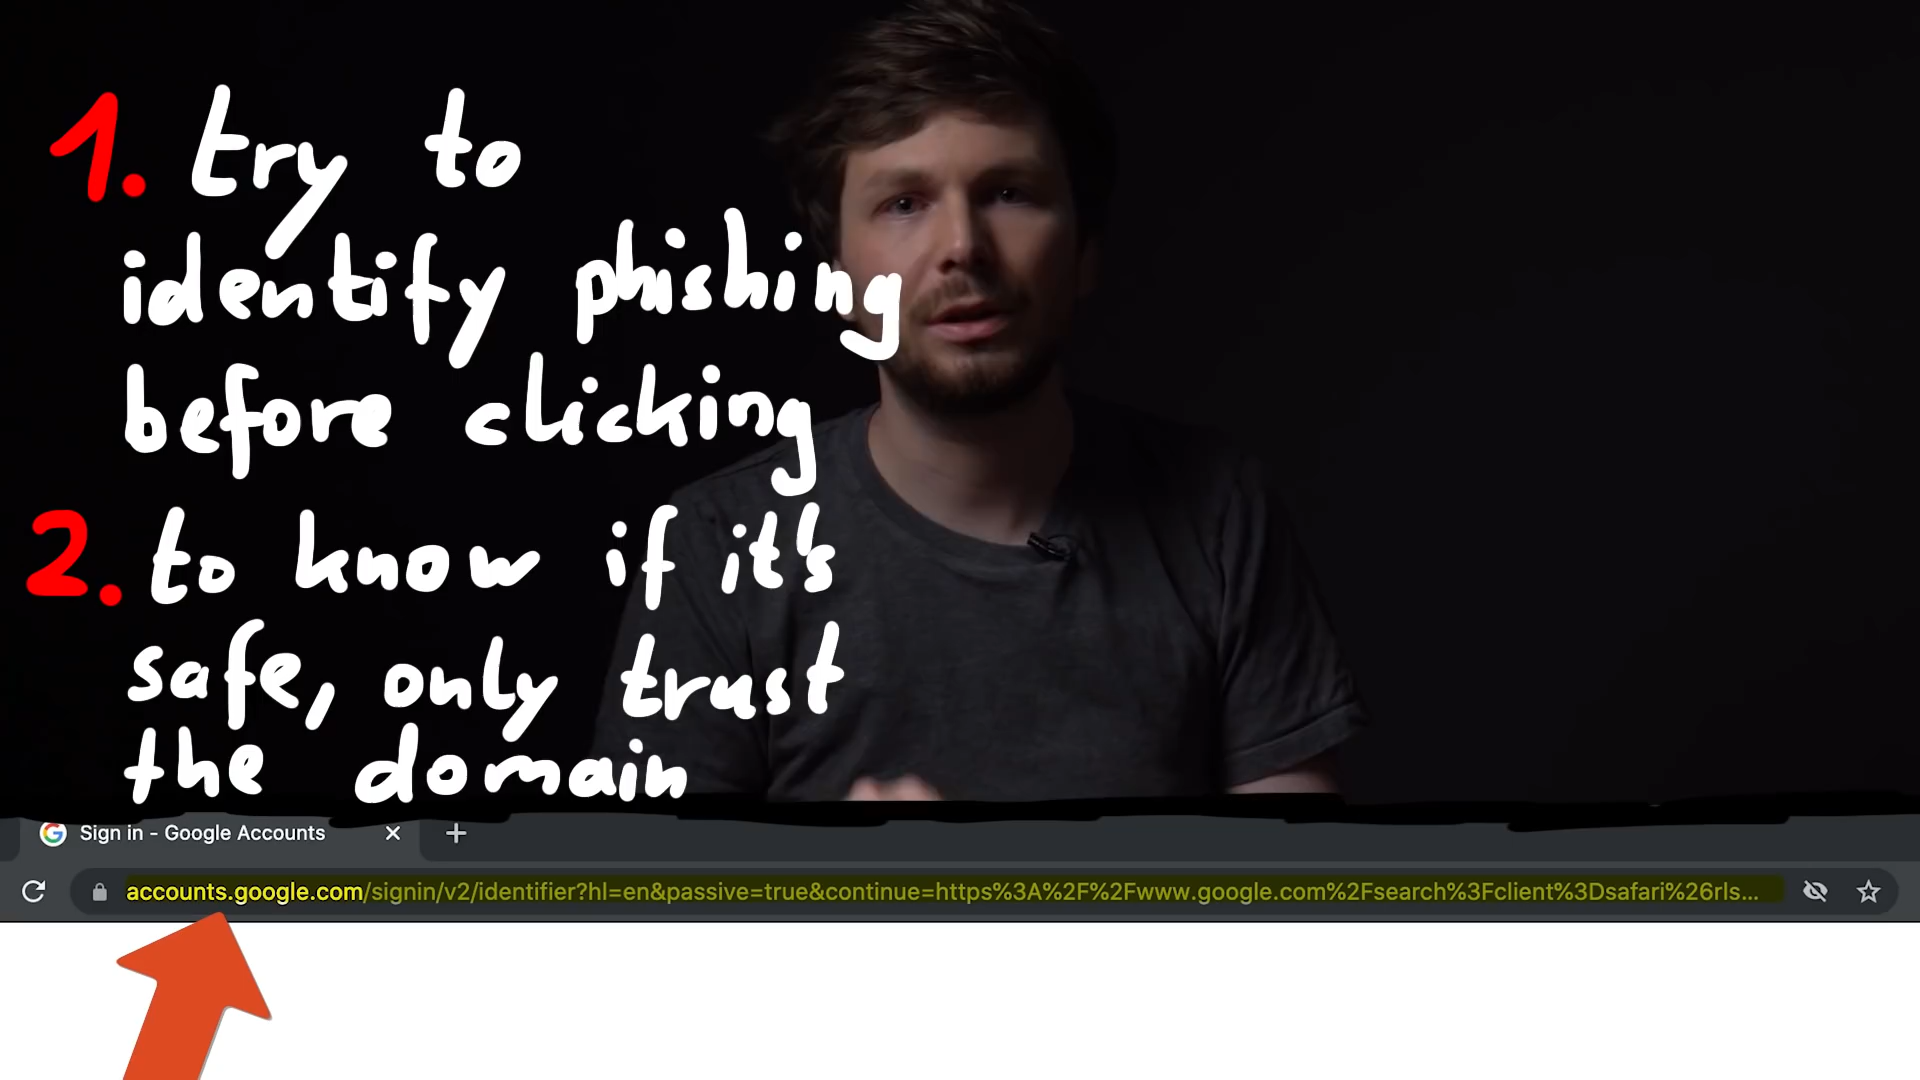 1. try to
identify phishing
before clicking
2. to know if it's
safe, only trust
the domain
Sign in - Google Accounts
accounts.google.com/signin/v2/identifier?hl=en&passive=true&continue=https%3A%2F%2Fwww.google.com%2Fsearch%3Fclient%3Dsafari%26rls...